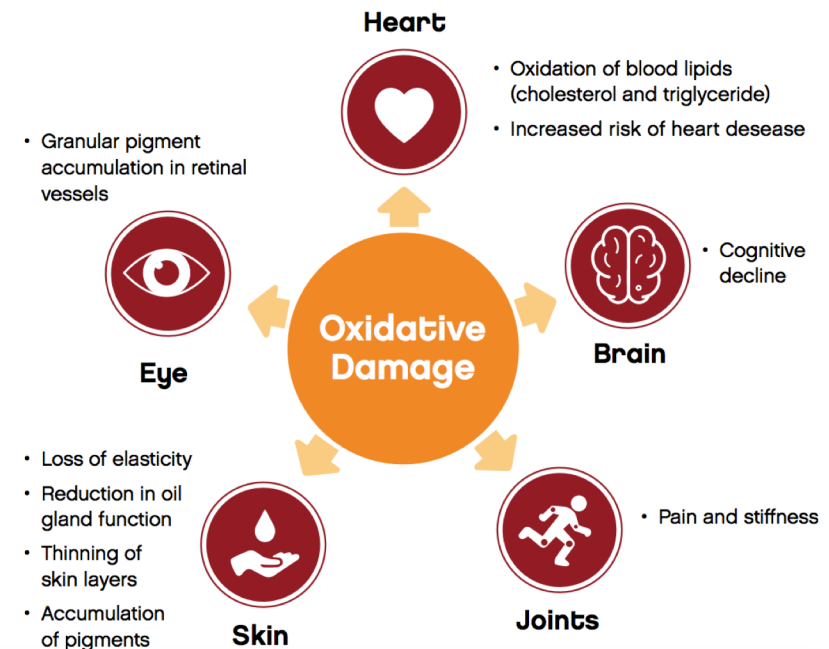 Heart
• Oxidation of blood lipids
(cholesterol and triglyceride)
• Increased risk of heart desease
• Granular pigment
accumulation in retinal
vessels
Eye
Oxidative
Damage
• Cognitive
decline
Brain
• Loss of elasticity
• Reduction in oil
gland function
• Thinning of
skin layers
• Accumulation
of pigments
Skin
• Pain and stiffness
Joints